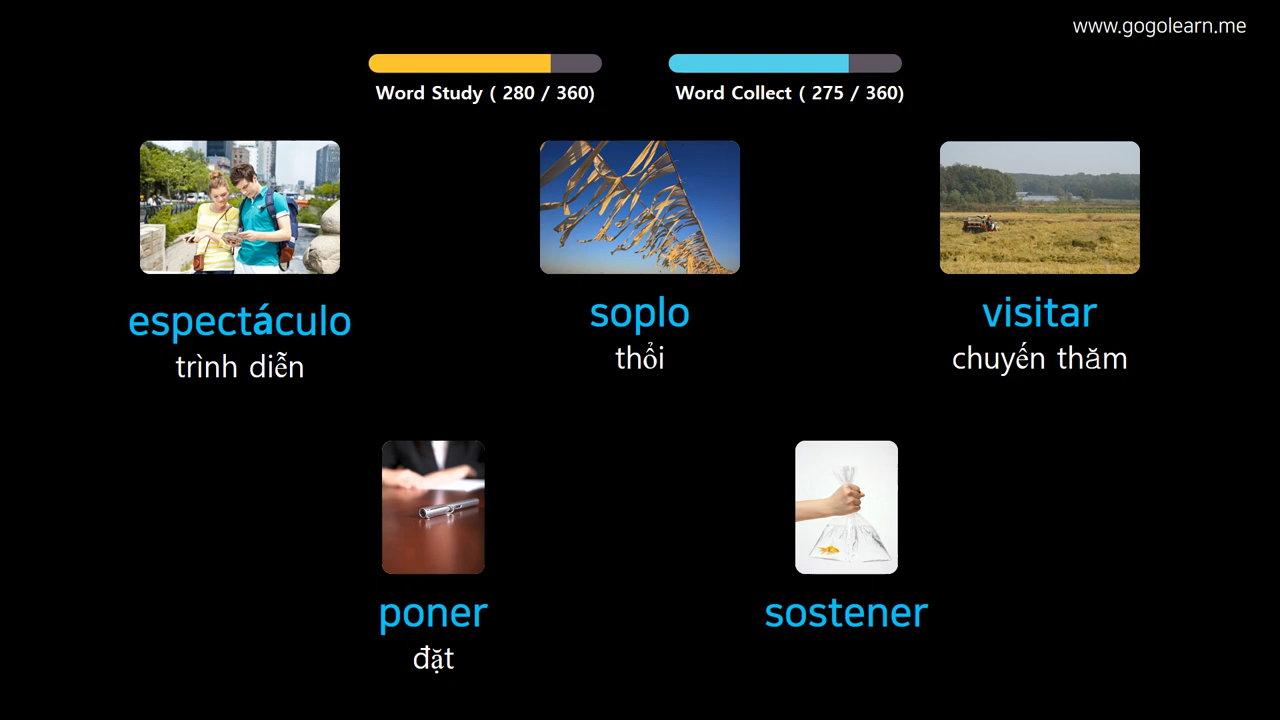 www.gogolearn.me
Word Study ( 280 / 360)
Word Collect ( 275 / 360)
espectáculo
trình diễn
soplo
thổi
visitar
chuyến thăm
poner
đặt
sostener